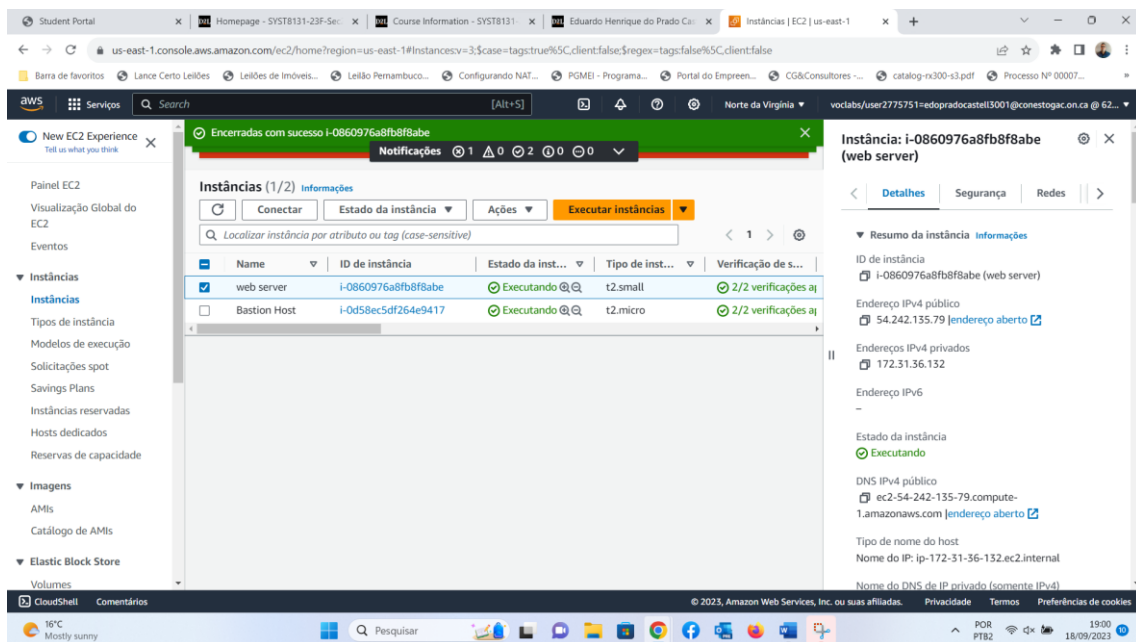 Student Portal
Homepage - SYST8131-23F-Sec
Course Information - SYST8131-
Eduardo Henrique do Prado Cas
Instâncias | EC2 | us-east-1
us-east-1.console.aws.amazon.com/ec2/home?region=us-east-1#Instances:v=3;$case=tags:true%5C,client:false;$regex=tags:false%5C,client:false
Barra de favoritos
Lance Certo Leilões
Leilões de Imóveis...
Leilão Pernambuco...
Configurando NAT...
PGMEI - Programa...
Portal do Empreen...
CG&Consultores -...
catalog-rx300-s3.pdf
Processo Nº 00007...
aws
Serviços
Search
[Alt+S]
Norte da Virgínia
voclabs/user2775751=edopradocastell3001@conestogac.on.ca @ 62...
New EC2 Experience
Tell us what you think
Painel EC2
Visualização Global do
EC2
Eventos
Instâncias
Instâncias
Tipos de instância
Modelos de execução
Solicitações spot
Savings Plans
Instâncias reservadas
Hosts dedicados
Reservas de capacidade
Imagens
AMIs
Catálogo de AMIs
Elastic Block Store
Volumes
Encerradas com sucesso i-0860976a8fb8f8abe
Notificações 1 0 2 0 0
Instâncias (1/2) Informações
Conectar
Estado da instância
Ações
Executar instâncias
Localizar instância por atributo ou tag (case-sensitive)
1
Name ID de instância Estado da inst... Tipo de inst... Verificação de s...
web server i-0860976a8fb8f8abe Executando t2.small 2/2 verificações ap
Bastion Host i-0d58ec5df264e9417 Executando t2.micro 2/2 verificações ap
Instância: i-0860976a8fb8f8abe
(web server)
Detalhes Segurança Redes
Resumo da instância Informações
ID de instância
i-0860976a8fb8f8abe (web server)
Endereço IPv4 público
54.242.135.79 |endereço aberto
Endereços IPv4 privados
172.31.36.132
Endereço IPv6
–
Estado da instância
Executando
DNS IPv4 público
ec2-54-242-135-79.compute-
1.amazonaws.com |endereço aberto
Tipo de nome do host
Nome do IP: ip-172-31-36-132.ec2.internal
Nome do DNS de IP privado (somente IPv4)
CloudShell
Comentários
© 2023, Amazon Web Services, Inc. ou suas afiliadas.
Privacidade
Termos
Preferências de cookies
16°C
Mostly sunny
Pesquisar
POR
PTB2
19:00
18/09/2023
10